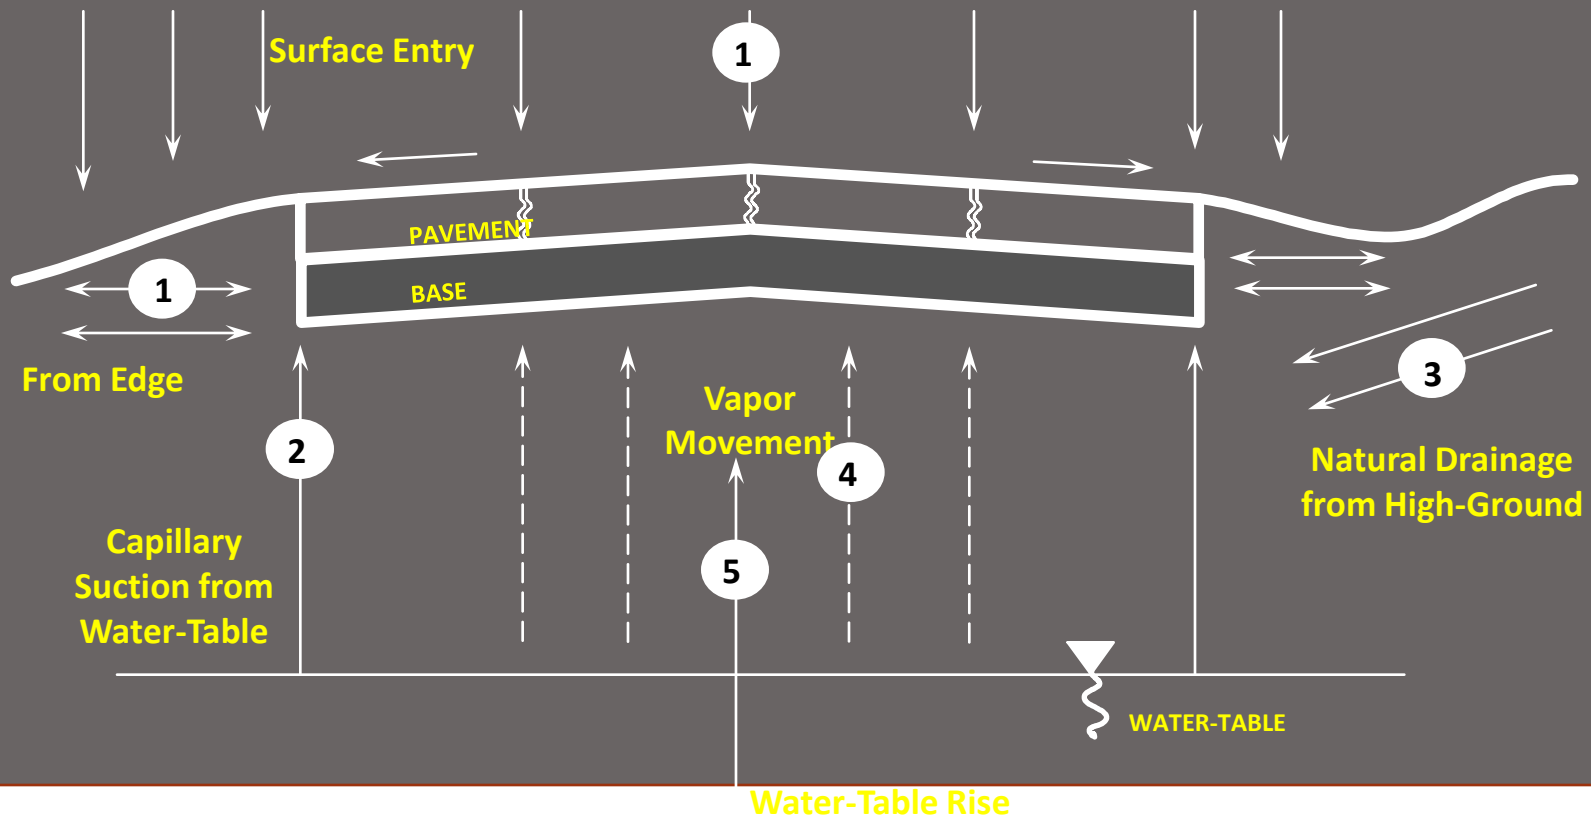 Surface Entry
1
PAVEMENT
BASE
1
From Edge
3
2
Vapor
Movement
4
Natural Drainage
from High-Ground
Capillary
Suction from
Water-Table
5
WATER-TABLE
Water-Table Rise